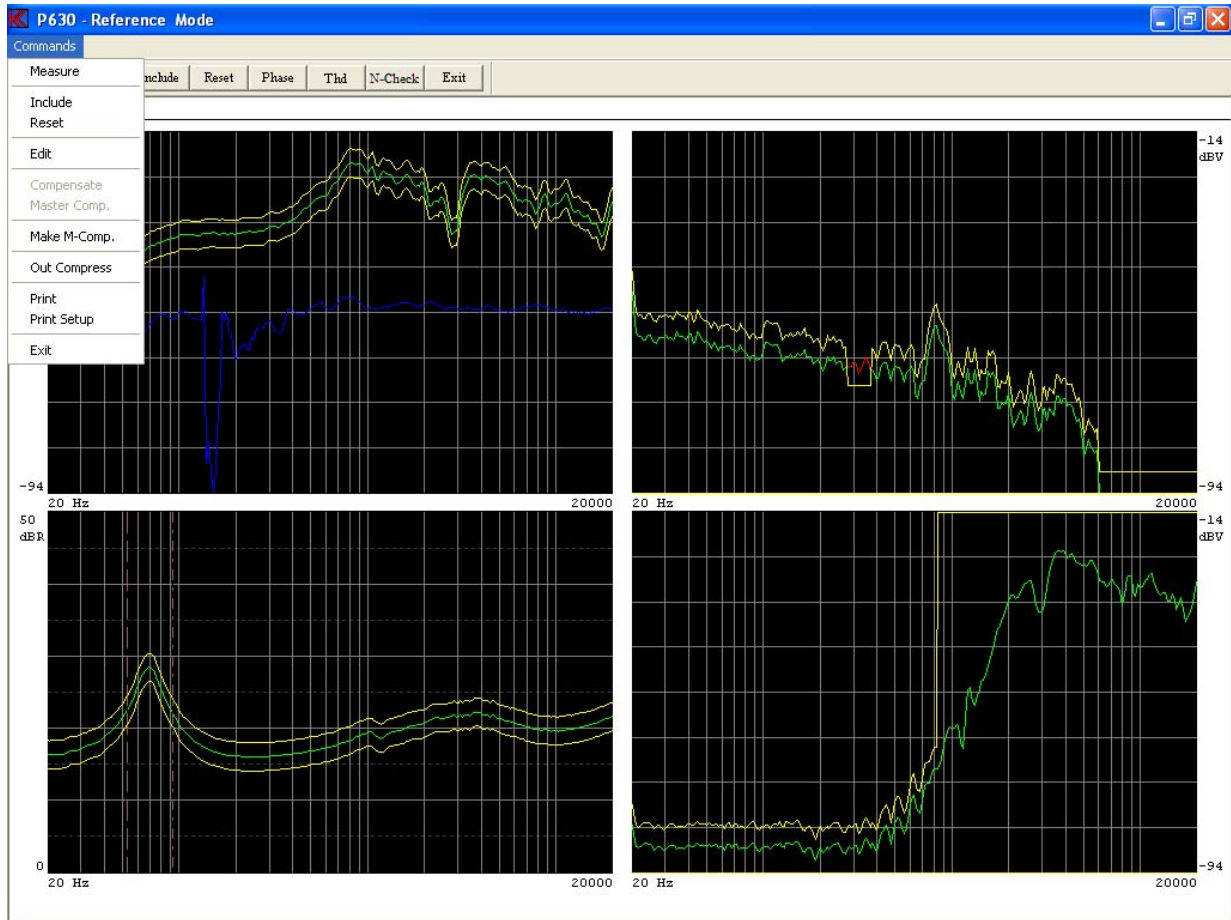 P630 - Reference Mode
Commands
Measure
Include
Reset
Edit
Compensate
Master Comp.
Make M-Comp.
Out Compress
Print
Print Setup
Exit
Reset Phase Thd N-Check Exit
-14
dBV
-94
20 Hz 20000
20 Hz 20000
-94
50
dBR
-14
dBV
0
20 Hz 20000
20 Hz 20000
-94